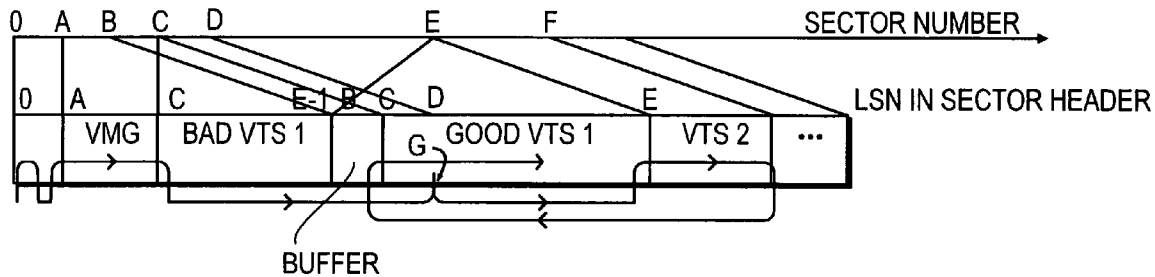 0 A B C D E F SECTOR NUMBER
0 A C E-1 B C D E LSN IN SECTOR HEADER
VMG BAD VTS 1 GOOD VTS 1 VTS 2 ...
G
BUFFER